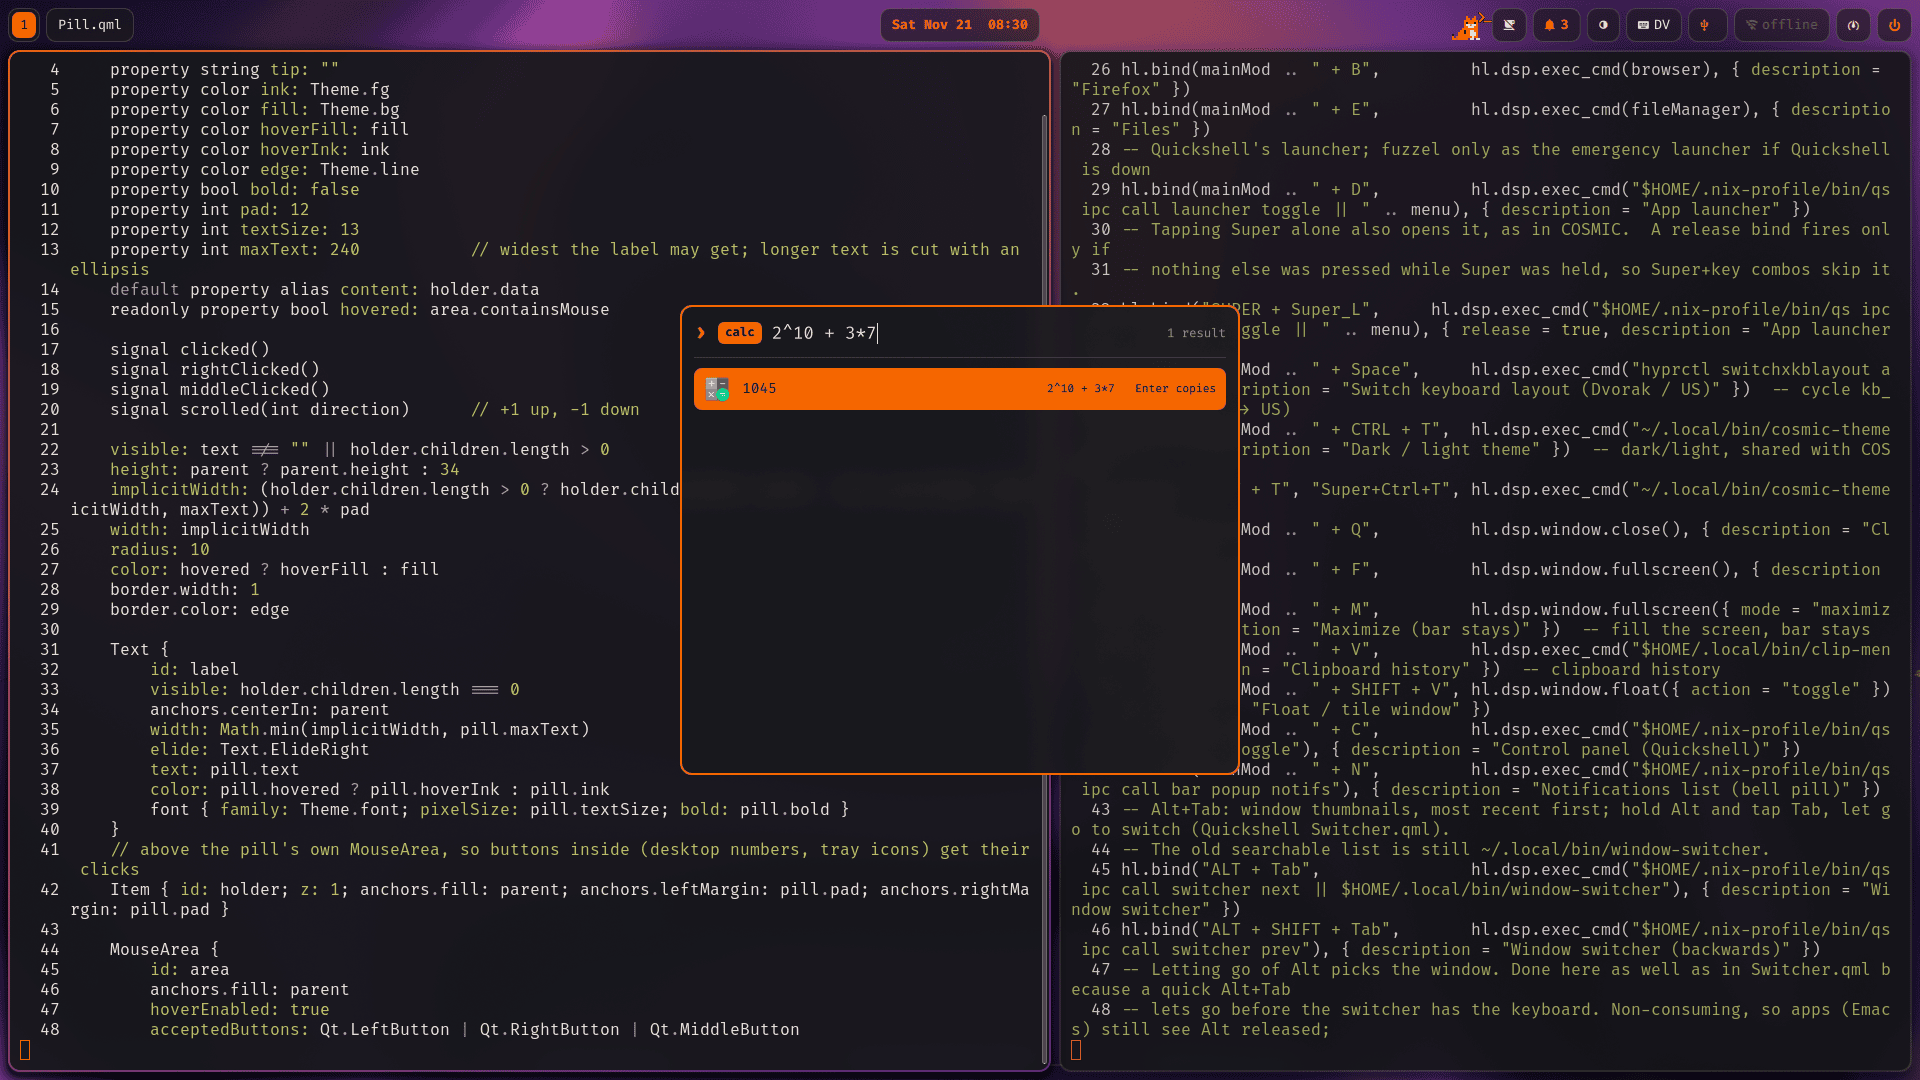 1 Pill.qml
Sat Nov 21 08:30
3
DV
offline
4 property string tip: ""
5 property color ink: Theme.fg
6 property color fill: Theme.bg
7 property color hoverFill: fill
8 property color hoverInk: ink
9 property color edge: Theme.line
10 property bool bold: false
11 property int pad: 12
12 property int textSize: 13
13 property int maxText: 240 // widest the label may get; longer text is cut with an
ellipsis
14 default property alias content: holder.data
15 readonly property bool hovered: area.containsMouse
16
17 signal clicked()
18 signal rightClicked()
19 signal middleClicked()
20 signal scrolled(int direction) // +1 up, -1 down
21
22 visible: text !== "" || holder.children.length > 0
23 height: parent ? parent.height : 34
24 implicitWidth: (holder.children.length > 0 ? holder.child
icitWidth, maxText)) + 2 * pad
25 width: implicitWidth
26 radius: 10
27 color: hovered ? hoverFill : fill
28 border.width: 1
29 border.color: edge
30
31 Text {
32 id: label
33 visible: holder.children.length === 0
34 anchors.centerIn: parent
35 width: Math.min(implicitWidth, pill.maxText)
36 elide: Text.ElideRight
37 text: pill.text
38 color: pill.hovered ? pill.hoverInk : pill.ink
39 font { family: Theme.font; pixelSize: pill.textSize; bold: pill.bold }
40 }
41 // above the pill's own MouseArea, so buttons inside (desktop numbers, tray icons) get their
clicks
42 Item { id: holder; z: 1; anchors.fill: parent; anchors.leftMargin: pill.pad; anchors.rightMa
rgin: pill.pad }
43
44 MouseArea {
45 id: area
46 anchors.fill: parent
47 hoverEnabled: true
48 acceptedButtons: Qt.LeftButton | Qt.RightButton | Qt.MiddleButton
❯ calc 2^10 + 3*7 1 result
1045 2^10 + 3*7 Enter copies
26 hl.bind(mainMod .. " + B", hl.dsp.exec_cmd(browser), { description =
"Firefox" })
27 hl.bind(mainMod .. " + E", hl.dsp.exec_cmd(fileManager), { descriptio
n = "Files" })
28 -- Quickshell's launcher; fuzzel only as the emergency launcher if Quickshell
is down
29 hl.bind(mainMod .. " + D", hl.dsp.exec_cmd("$HOME/.nix-profile/bin/qs
ipc call launcher toggle || " .. menu), { description = "App launcher" })
30 -- Tapping Super alone also opens it, as in COSMIC. A release bind fires onl
y if
31 -- nothing else was pressed while Super was held, so Super+key combos skip it
.
ER + Super_L", hl.dsp.exec_cmd("$HOME/.nix-profile/bin/qs ipc
ggle || " .. menu), { release = true, description = "App launcher
Mod .. " + Space", hl.dsp.exec_cmd("hyprctl switchxkblayout a
ription = "Switch keyboard layout (Dvorak / US)" }) -- cycle kb_
→ US)
Mod .. " + CTRL + T", hl.dsp.exec_cmd("~/.local/bin/cosmic-theme
ription = "Dark / light theme" }) -- dark/light, shared with COS
+ T", "Super+Ctrl+T", hl.dsp.exec_cmd("~/.local/bin/cosmic-theme
Mod .. " + Q", hl.dsp.window.close(), { description = "Cl
Mod .. " + F", hl.dsp.window.fullscreen(), { description
Mod .. " + M", hl.dsp.window.fullscreen({ mode = "maximiz
tion = "Maximize (bar stays)" }) -- fill the screen, bar stays
Mod .. " + V", hl.dsp.exec_cmd("$HOME/.local/bin/clip-men
n = "Clipboard history" }) -- clipboard history
Mod .. " + SHIFT + V", hl.dsp.window.float({ action = "toggle" })
"Float / tile window" })
Mod .. " + C", hl.dsp.exec_cmd("$HOME/.nix-profile/bin/qs
oggle"), { description = "Control panel (Quickshell)" })
Mod .. " + N", hl.dsp.exec_cmd("$HOME/.nix-profile/bin/qs
ipc call bar popup notifs"), { description = "Notifications list (bell pill)" })
43 -- Alt+Tab: window thumbnails, most recent first; hold Alt and tap Tab, let g
o to switch (Quickshell Switcher.qml).
44 -- The old searchable list is still ~/.local/bin/window-switcher.
45 hl.bind("ALT + Tab", hl.dsp.exec_cmd("$HOME/.nix-profile/bin/qs
ipc call switcher next || $HOME/.local/bin/window-switcher"), { description = "Wi
ndow switcher" })
46 hl.bind("ALT + SHIFT + Tab", hl.dsp.exec_cmd("$HOME/.nix-profile/bin/qs
ipc call switcher prev"), { description = "Window switcher (backwards)" })
47 -- Letting go of Alt picks the window. Done here as well as in Switcher.qml b
ecause a quick Alt+Tab
48 -- lets go before the switcher has the keyboard. Non-consuming, so apps (Emac
s) still see Alt released;